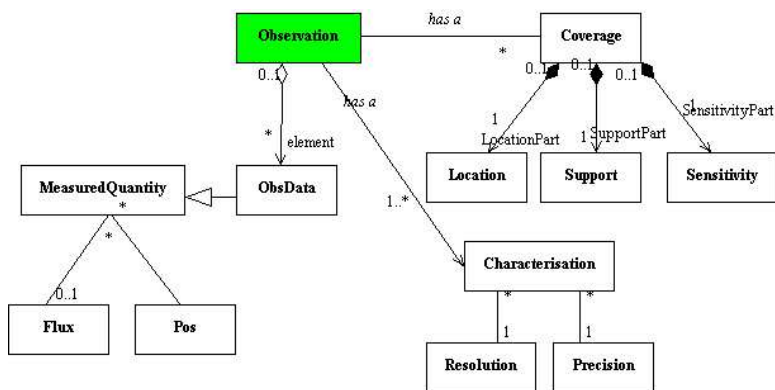 has a
Observation
Coverage
*
0..1
0..1
0..1
0..1
has a
1
SensitivityPart
*
element
1
LocationPart
1
SupportPart
MeasuredQuantity
*
ObsData
Location
Support
Sensitivity
*
1..*
Characterisation
*
*
0..1
Flux
Pos
1
1
Resolution
Precision